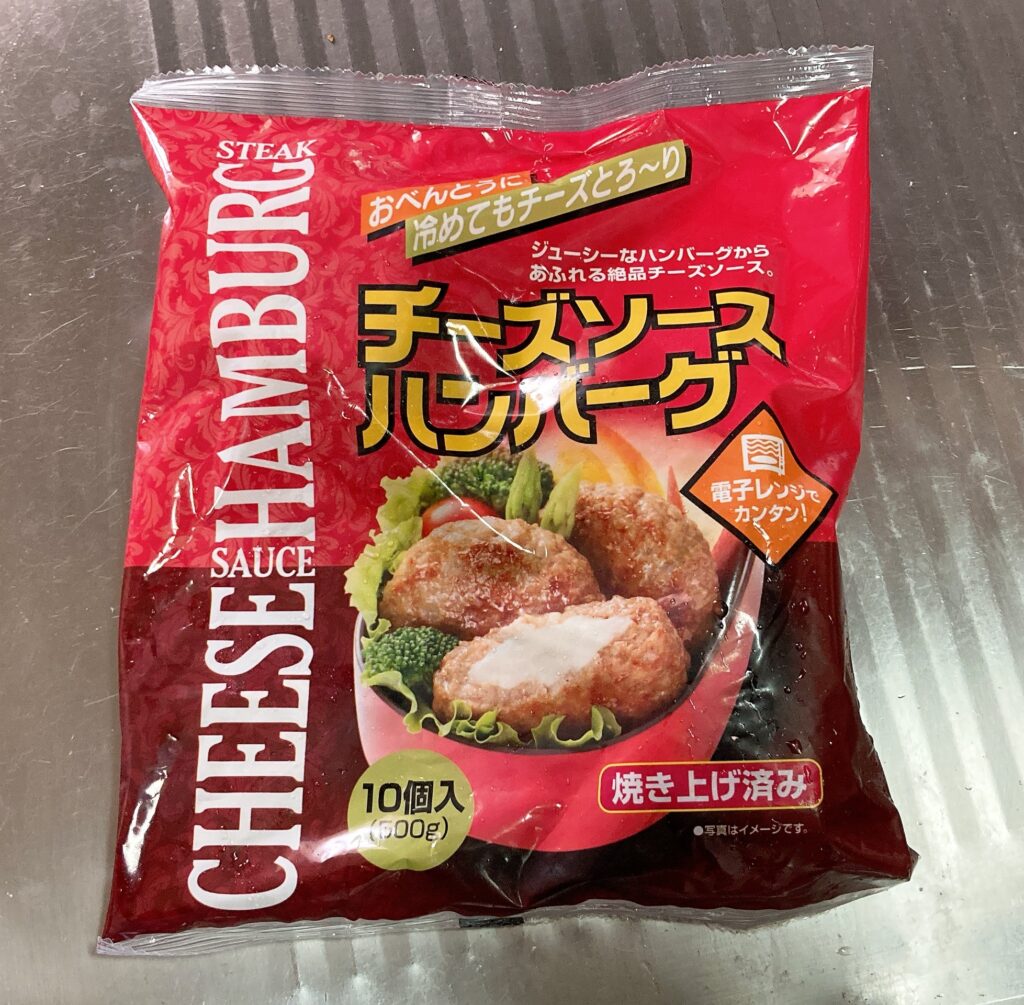 STEAK
HAMBURG
SAUCE
CHEESE
おべんとうに
冷めてもチーズとろ〜り
ジューシーなハンバーグから
あふれる絶品チーズソース。
チーズソース
ハンバーグ
電子レンジで
カンタン!
10個入
(500g)
焼き上げ済み
●写真はイメージです。